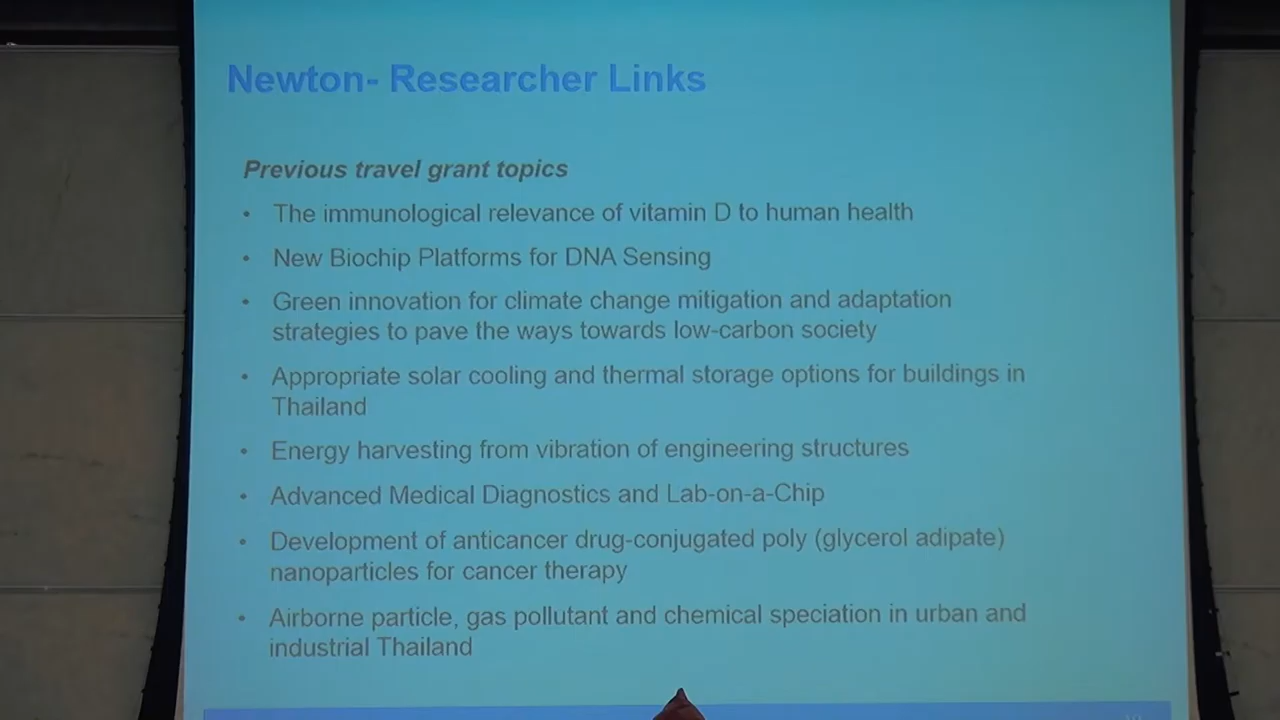 Newton- Researcher Links
Previous travel grant topics
• The immunological relevance of vitamin D to human health
• New Biochip Platforms for DNA Sensing
• Green innovation for climate change mitigation and adaptation
strategies to pave the ways towards low-carbon society
• Appropriate solar cooling and thermal storage options for buildings in
Thailand
• Energy harvesting from vibration of engineering structures
• Advanced Medical Diagnostics and Lab-on-a-Chip
• Development of anticancer drug-conjugated poly (glycerol adipate)
nanoparticles for cancer therapy
• Airborne particle, gas pollutant and chemical speciation in urban and
industrial Thailand